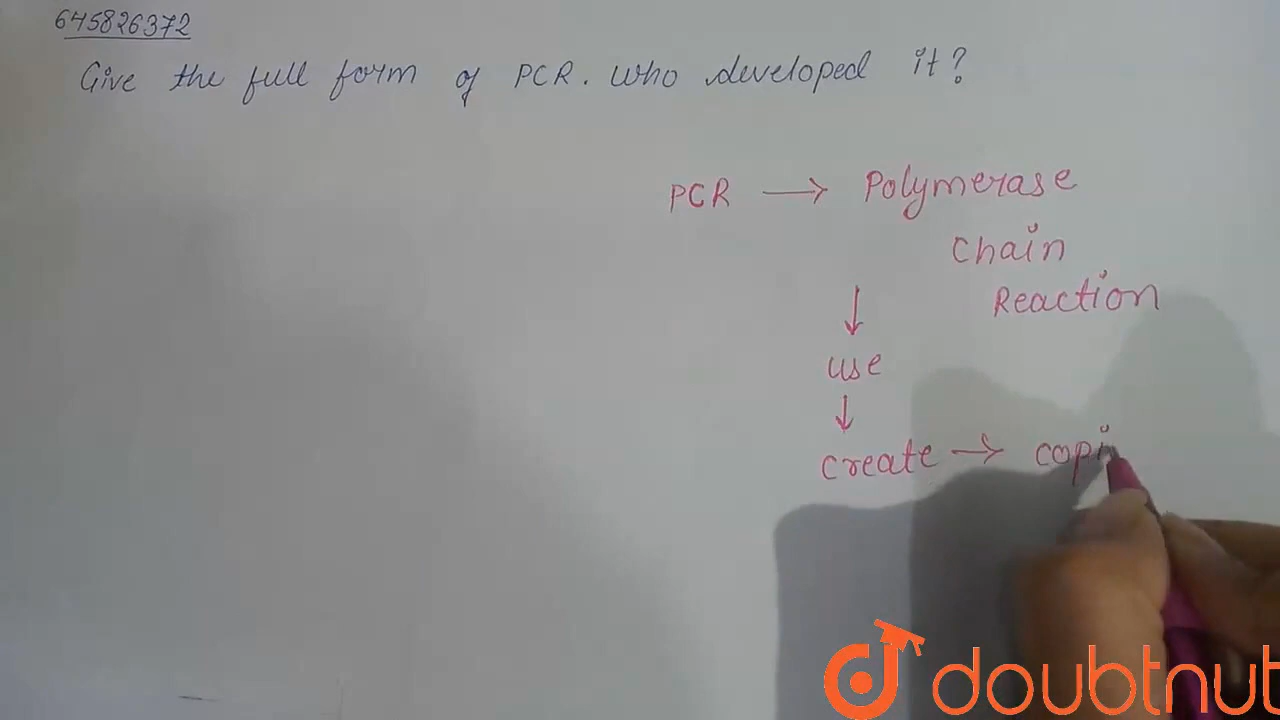 645826372
Give the full form of PCR. who developed it?
PCR → Polymerase
Chain
Reaction
↓
use
↓
create → copi
doubtnut